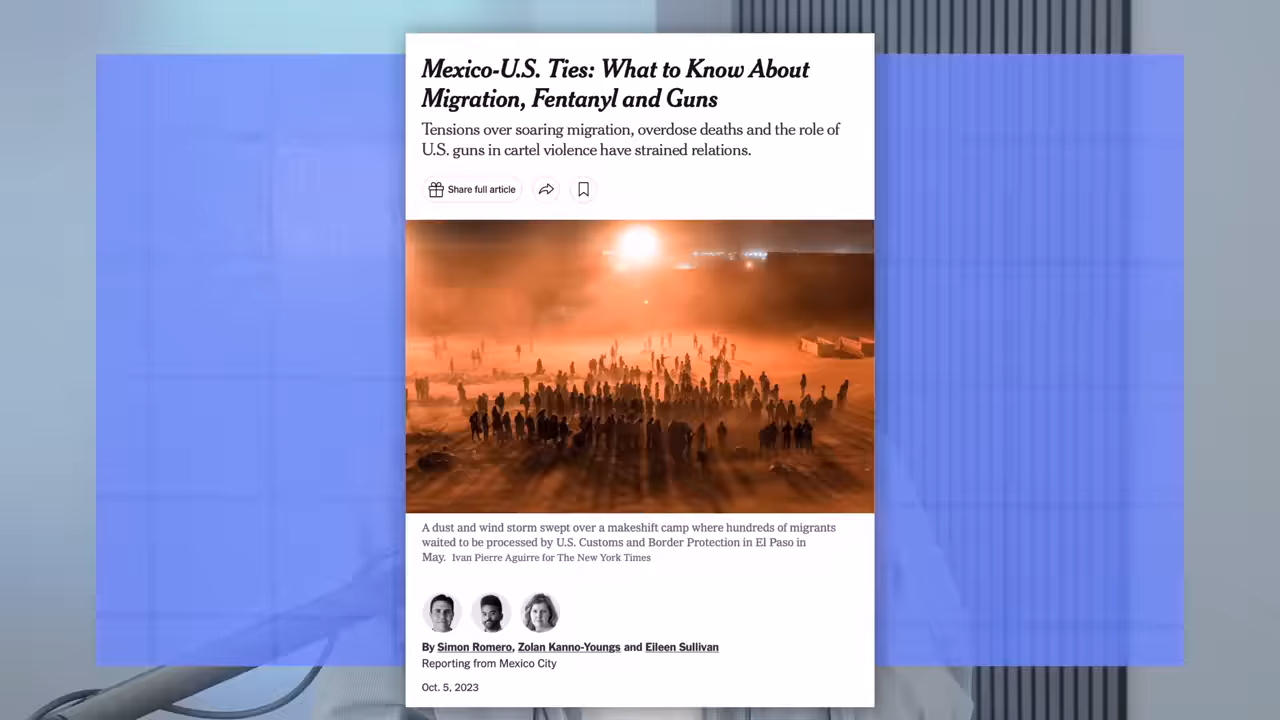 Mexico-U.S. Ties: What to Know About
Migration, Fentanyl and Guns
Tensions over soaring migration, overdose deaths and the role of
U.S. guns in cartel violence have strained relations.
Share full article
A dust and wind storm swept over a makeshift camp where hundreds of migrants
waited to be processed by U.S. Customs and Border Protection in El Paso in
May. Ivan Pierre Aguirre for The New York Times
By Simon Romero, Zolan Kanno-Youngs and Eileen Sullivan
Reporting from Mexico City
Oct. 5, 2023